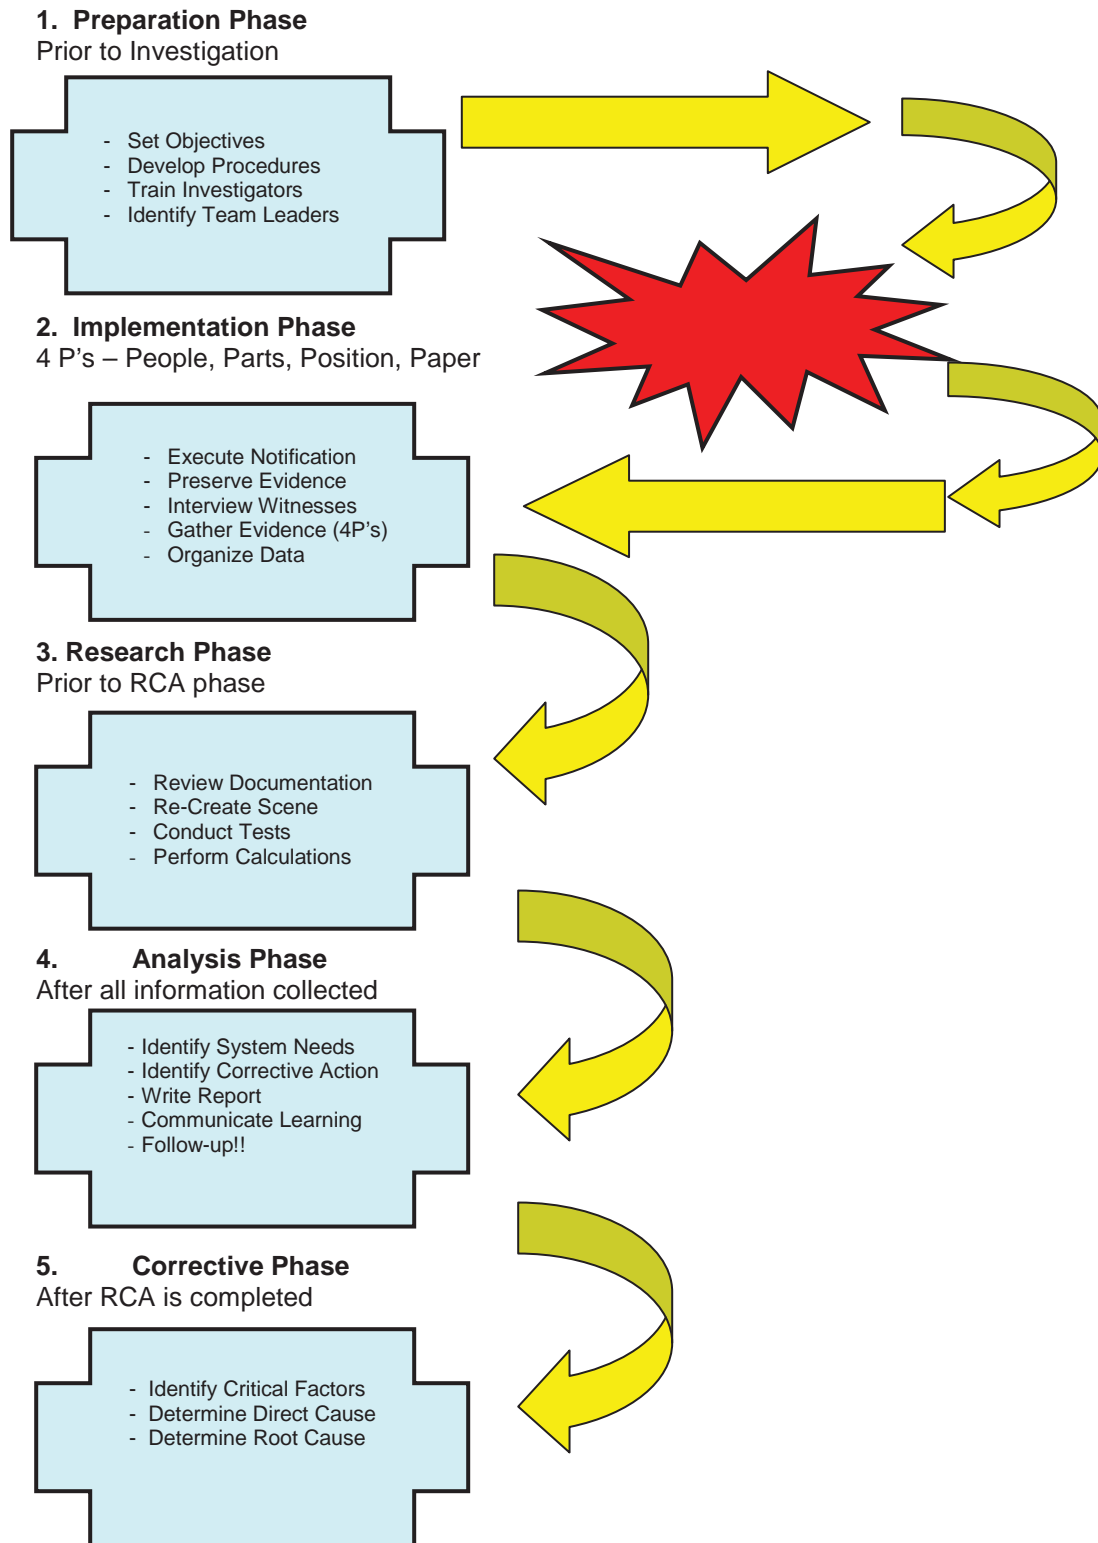 1. Preparation Phase
Prior to Investigation
- Set Objectives
- Develop Procedures
- Train Investigators
- Identify Team Leaders
2. Implementation Phase
4 P’s – People, Parts, Position, Paper
- Execute Notification
- Preserve Evidence
- Interview Witnesses
- Gather Evidence (4P’s)
- Organize Data
3. Research Phase
Prior to RCA phase
- Review Documentation
- Re-Create Scene
- Conduct Tests
- Perform Calculations
4. Analysis Phase
After all information collected
- Identify System Needs
- Identify Corrective Action
- Write Report
- Communicate Learning
- Follow-up!!
5. Corrective Phase
After RCA is completed
- Identify Critical Factors
- Determine Direct Cause
- Determine Root Cause